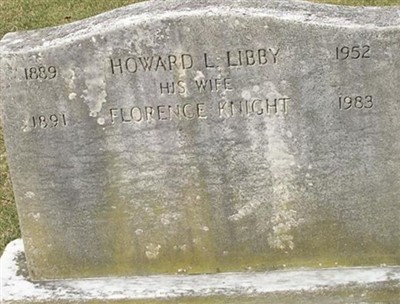 1889 HOWARD L. LIBBY 1952
HIS WIFE
1891 FLORENCE KNIGHT 1983